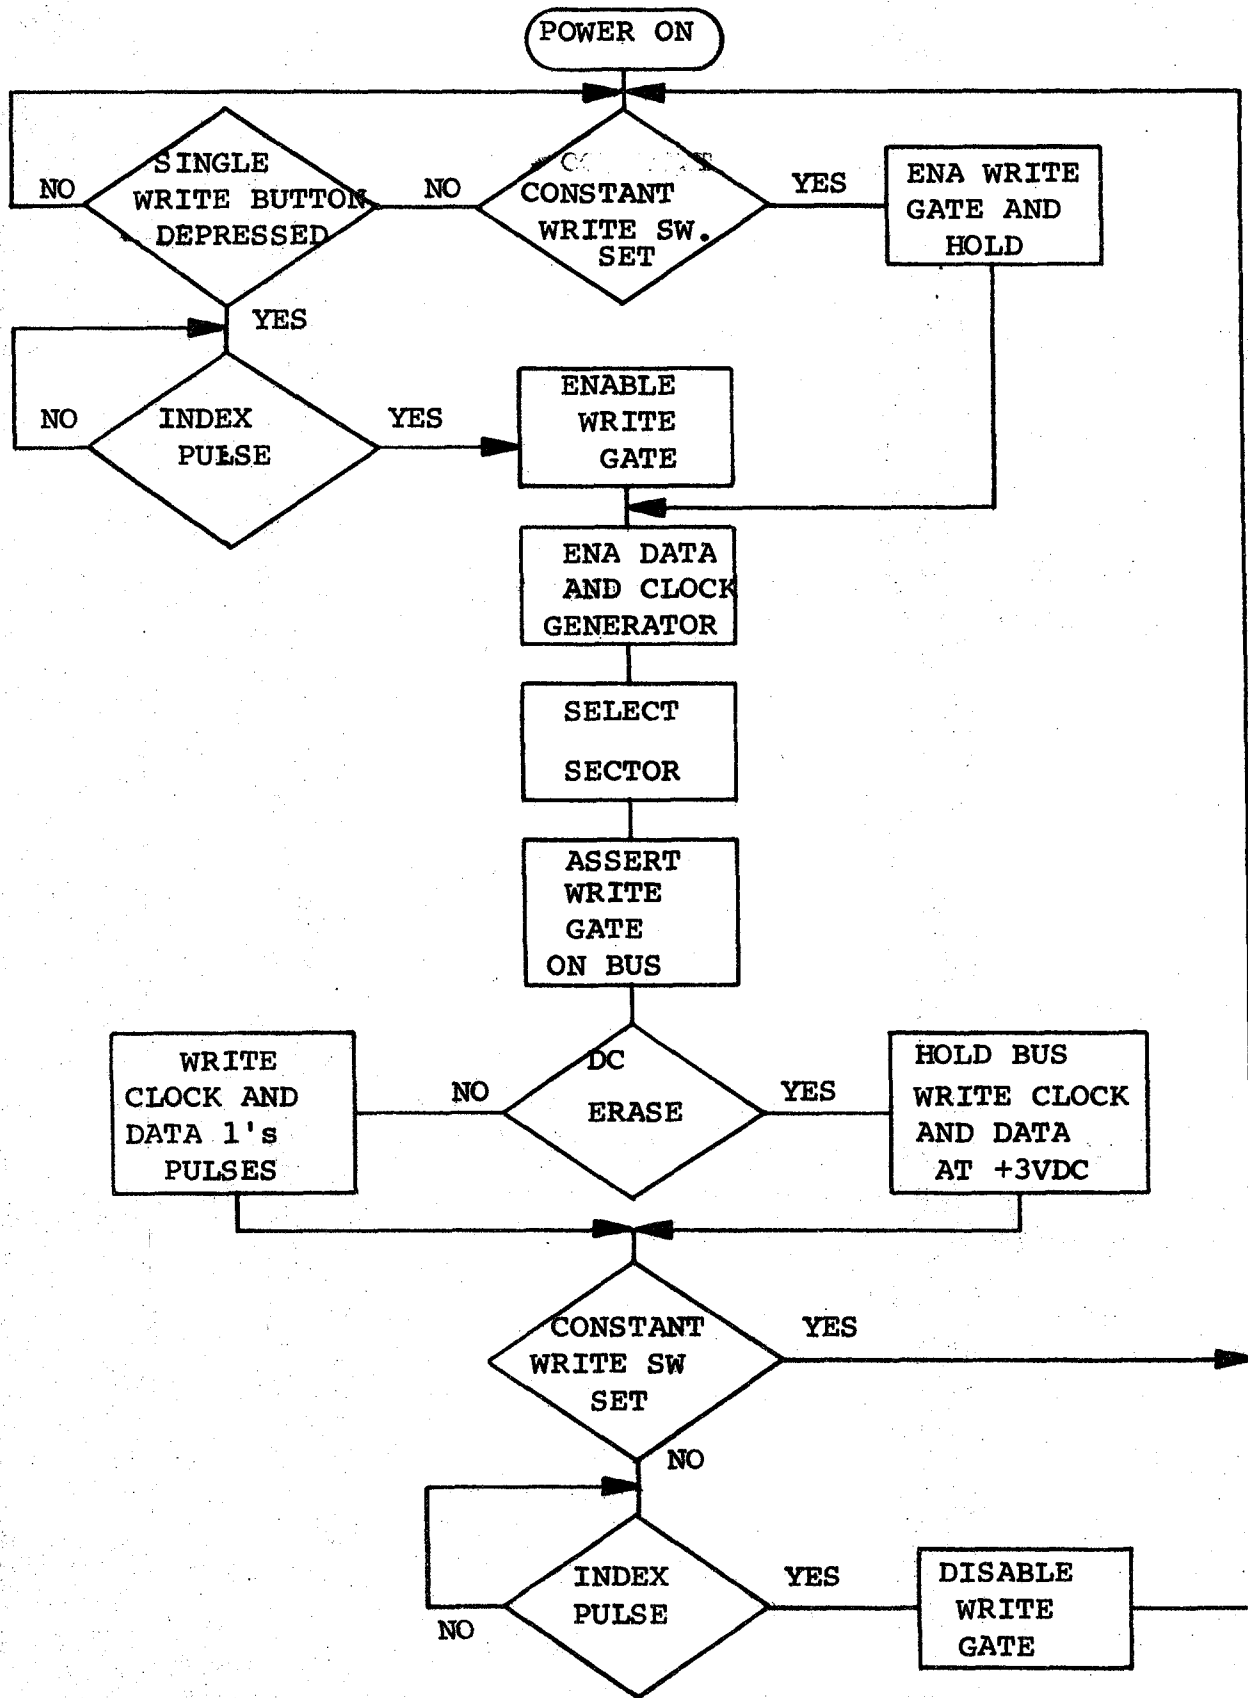 POWER ON
SINGLE
WRITE BUTTON
DEPRESSED
NO
NO
CONSTANT
WRITE SW.
SET
YES
ENA WRITE
GATE AND
HOLD
YES
NO
INDEX
PULSE
YES
ENABLE
WRITE
GATE
ENA DATA
AND CLOCK
GENERATOR
SELECT
SECTOR
ASSERT
WRITE
GATE
ON BUS
WRITE
CLOCK AND
DATA 1's
PULSES
NO
DC
ERASE
YES
HOLD BUS
WRITE CLOCK
AND DATA
AT +3VDC
CONSTANT
WRITE SW
SET
YES
NO
NO
INDEX
PULSE
YES
DISABLE
WRITE
GATE